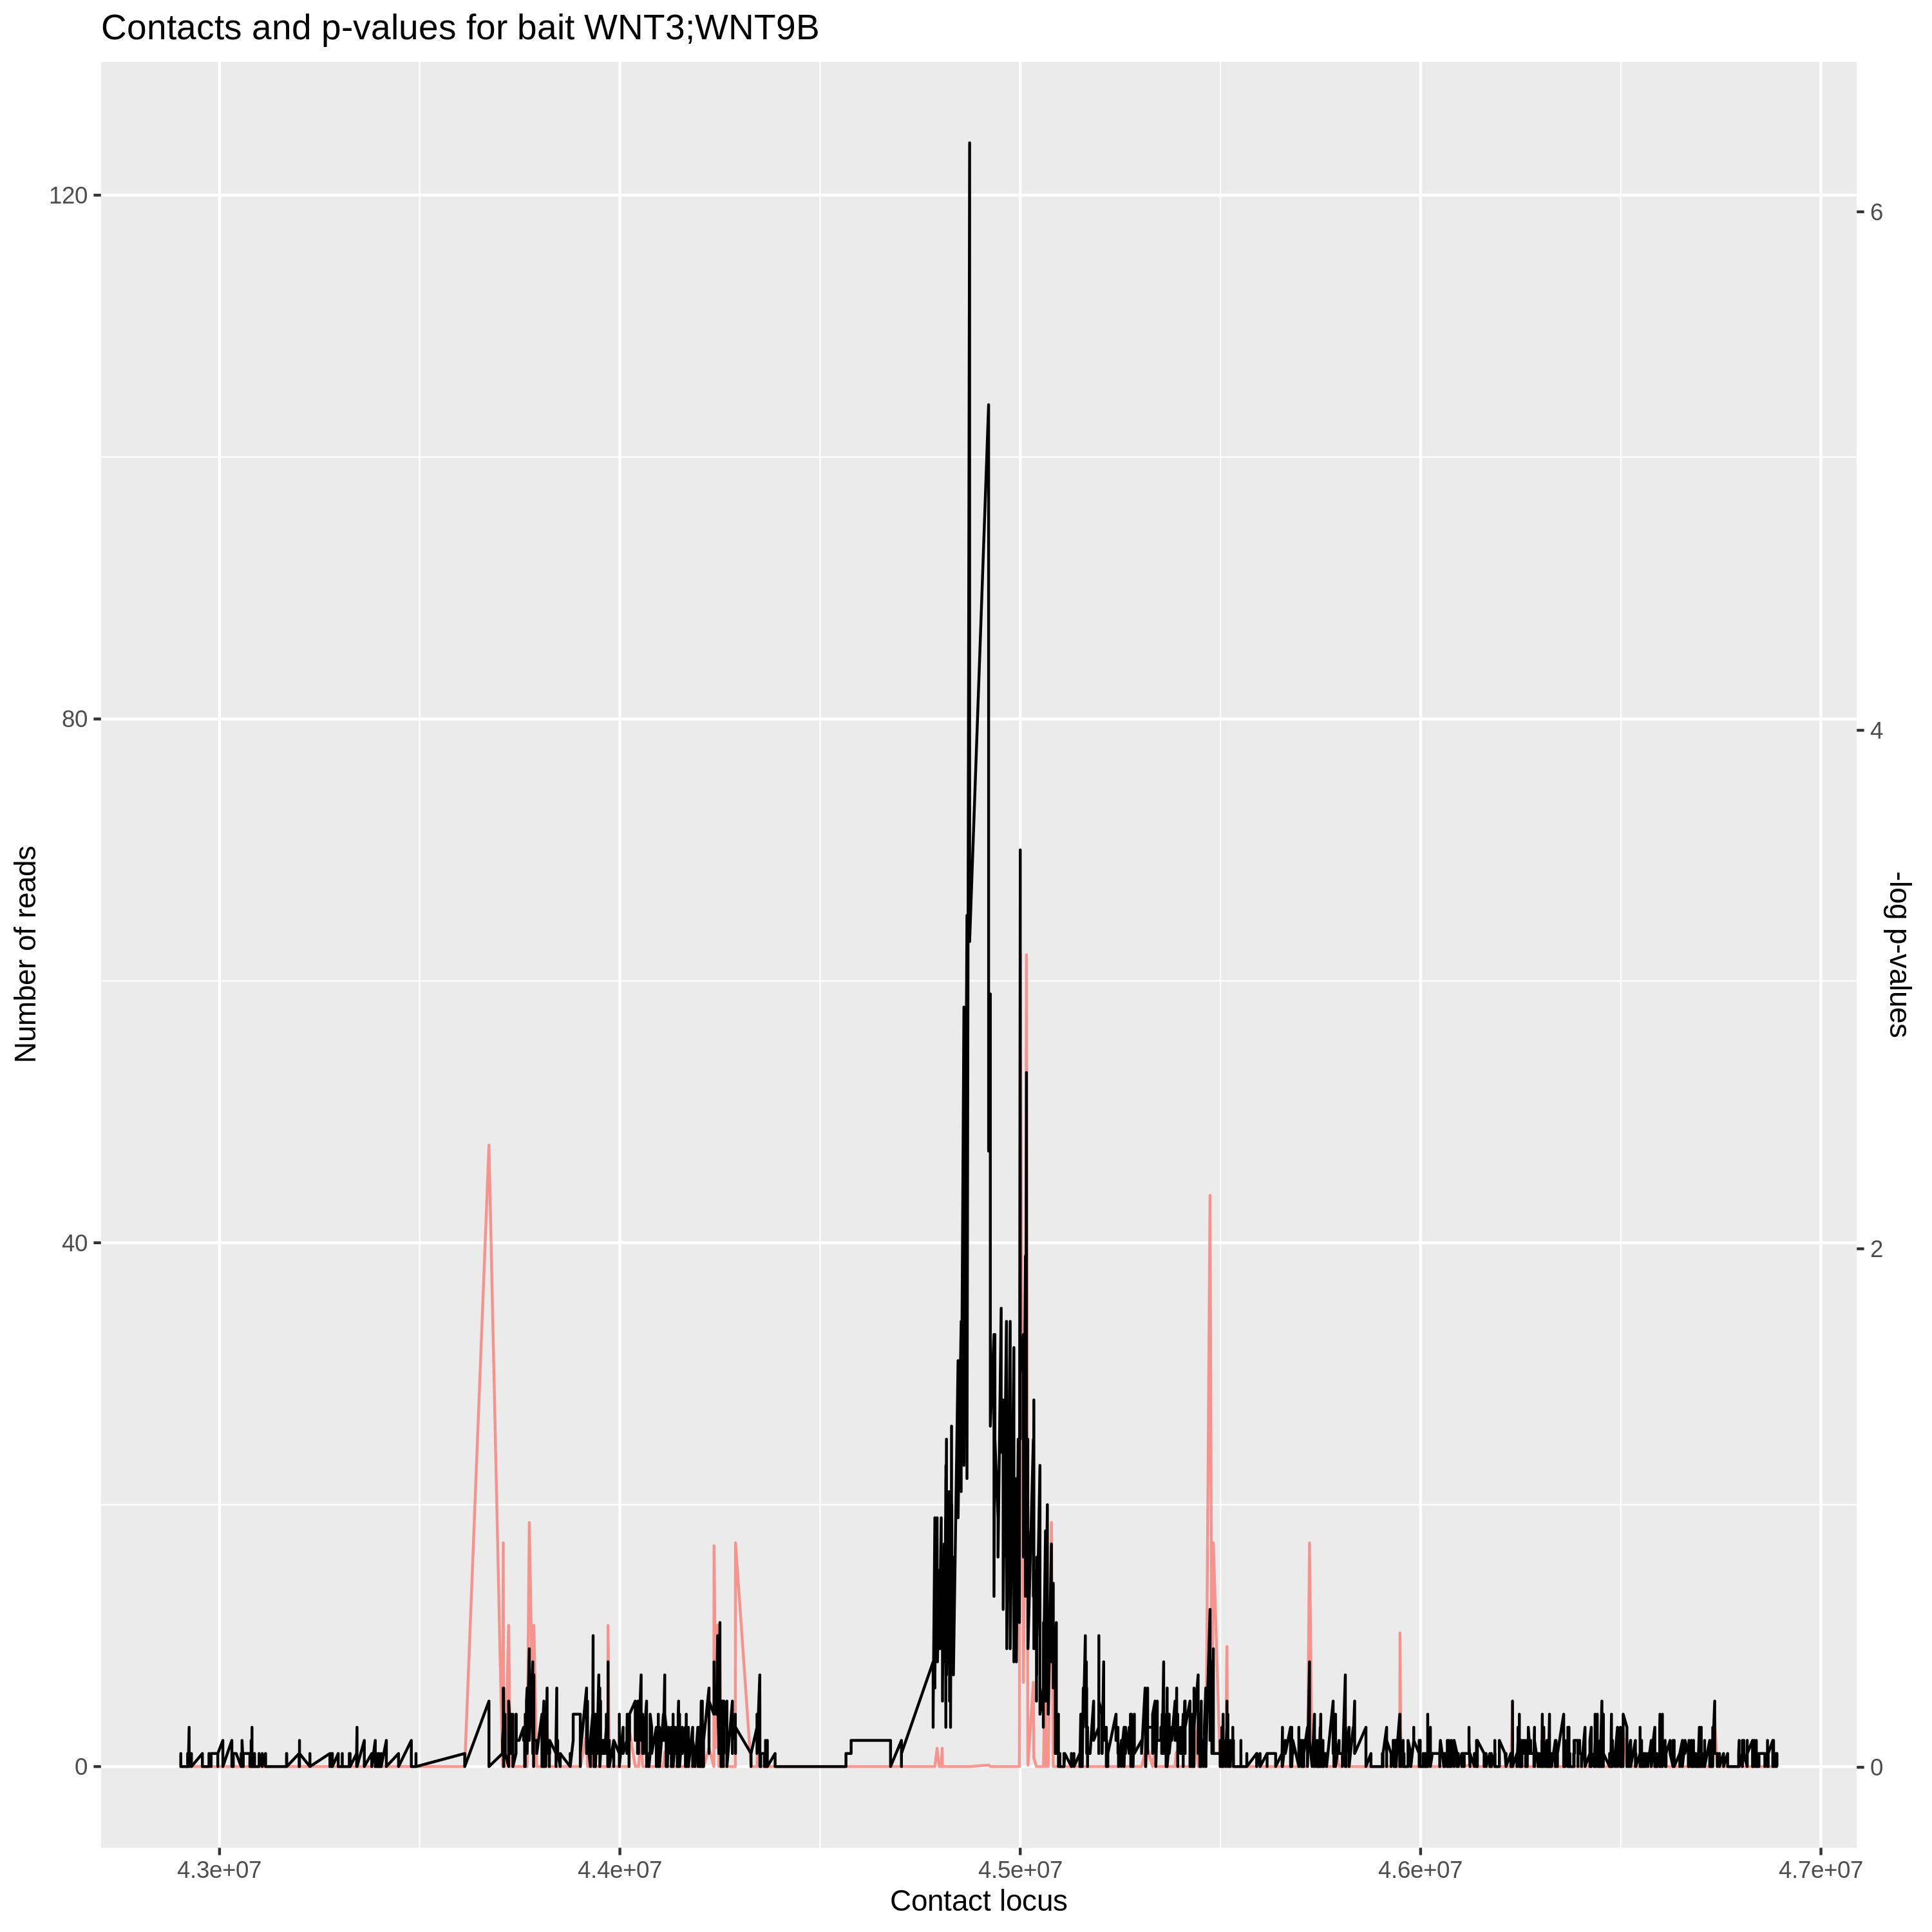 Contacts and p-values for bait WNT3;WNT9B
120
80
40
0
Number of reads
6
4
2
0
-log p-values
4.3e+07
4.4e+07
4.5e+07
4.6e+07
4.7e+07
Contact locus